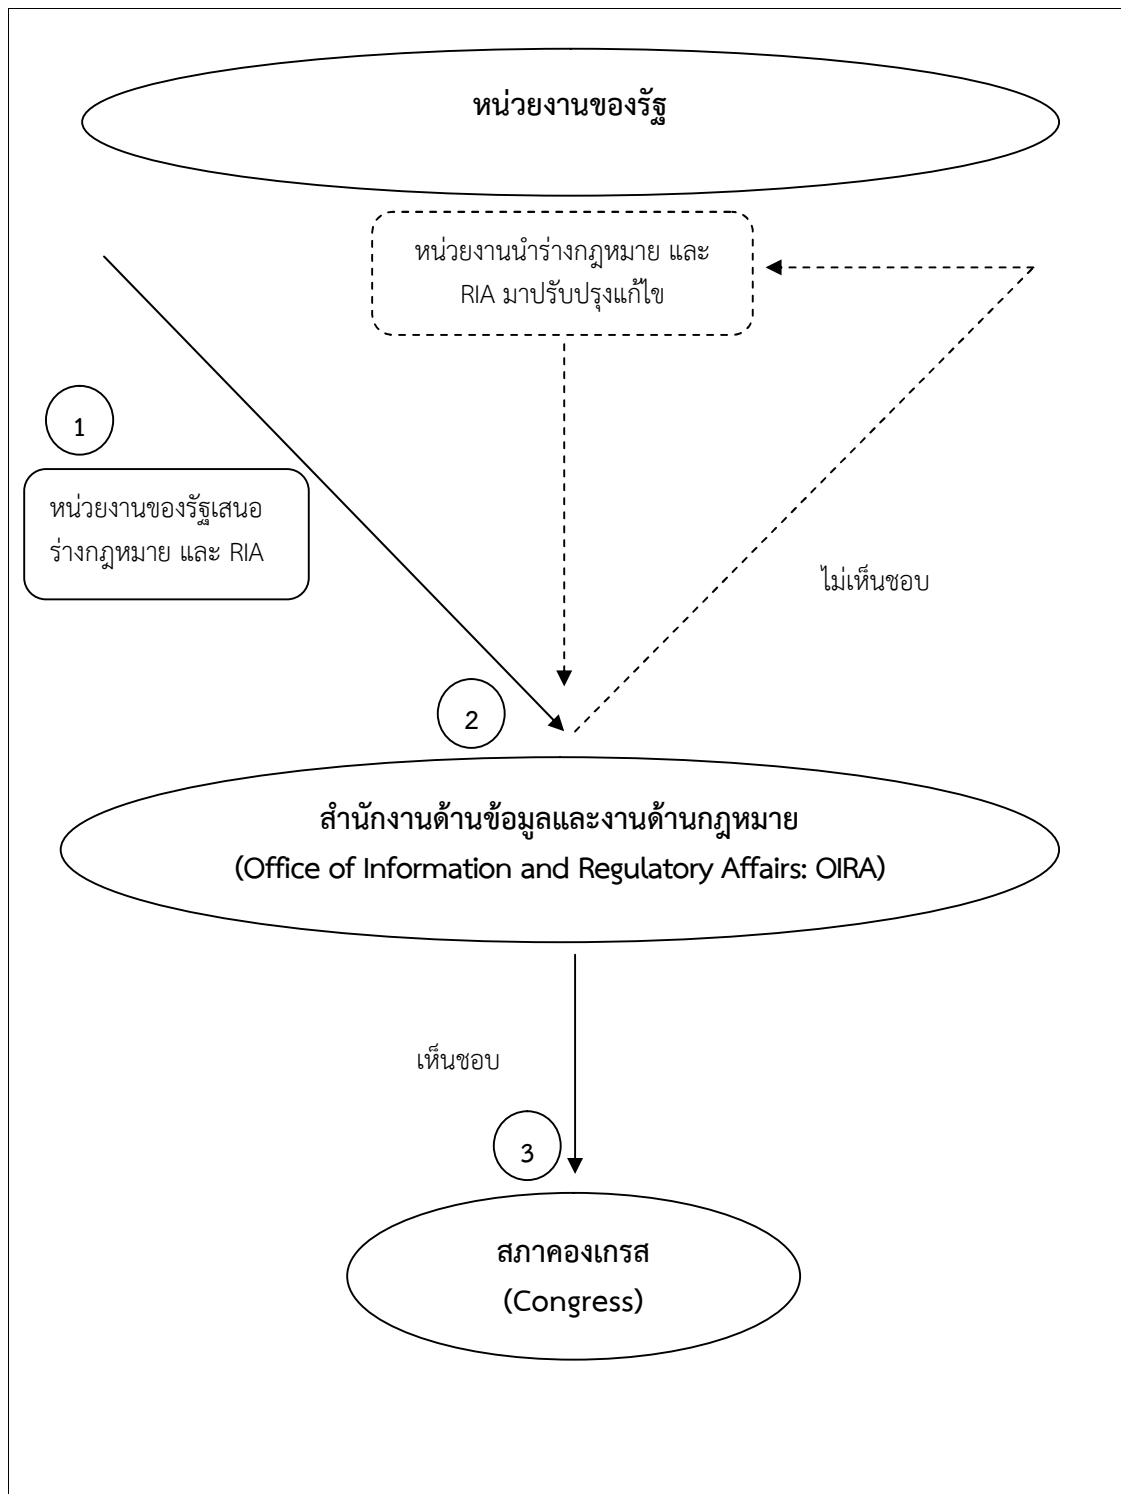 หน่วยงานของรัฐ
หน่วยงานนำร่างกฎหมาย และ
RIA มาปรับปรุงแก้ไข
1
หน่วยงานของรัฐเสนอ
ร่างกฎหมาย และ RIA
ไม่เห็นชอบ
2
สำนักงานด้านข้อมูลและงานด้านกฎหมาย
(Office of Information and Regulatory Affairs: OIRA)
เห็นชอบ
3
สภาคองเกรส
(Congress)